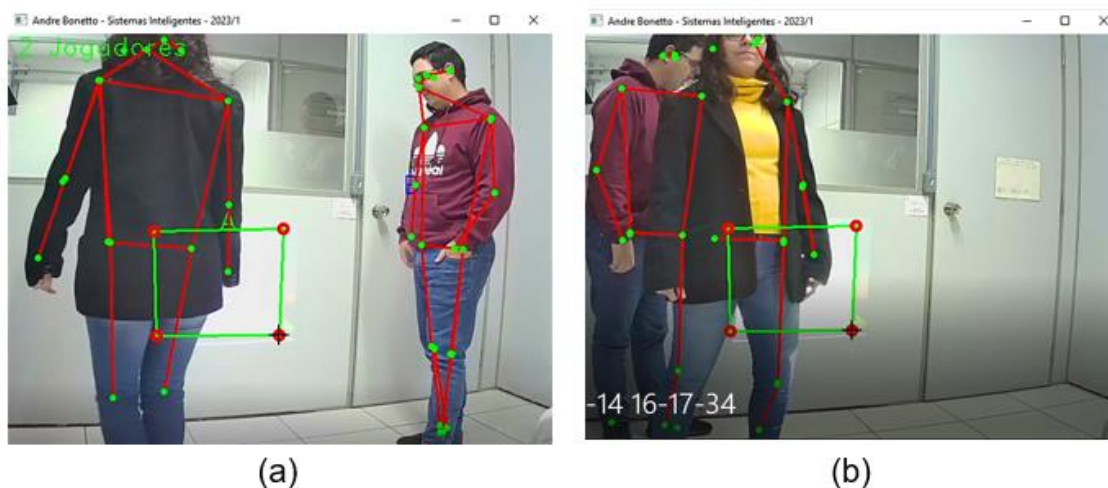 Andre Bonetto - Sistemas Inteligentes - 2023/1
2 Jogadores
A
(a)
Andre Bonetto - Sistemas Inteligentes - 2023/1
-14 16-17-34
(b)